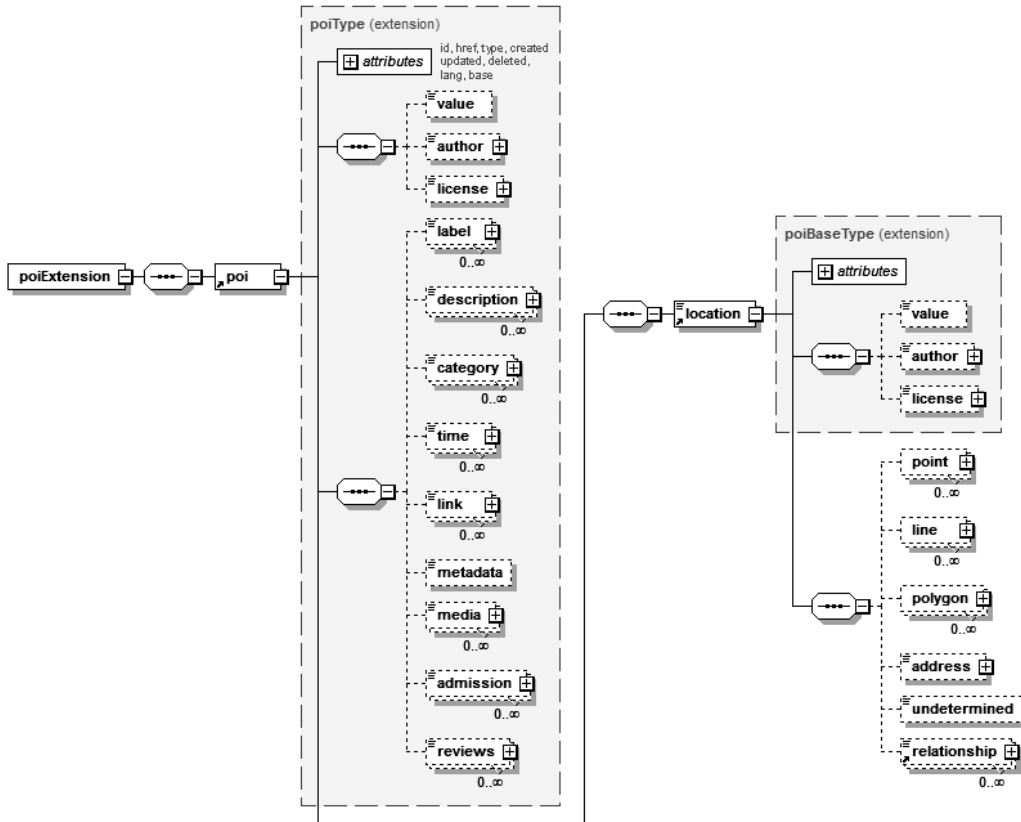 poiType (extension)
attributes
id, href, type, created
updated, deleted,
lang, base
value
author
license
label
0..∞
poiExtension
poi
description
0..∞
category
0..∞
time
0..∞
link
0..∞
metadata
media
0..∞
admission
0..∞
reviews
0..∞
poiBaseType (extension)
attributes
location
value
author
license
point
0..∞
line
0..∞
polygon
0..∞
address
undetermined
relationship
0..∞